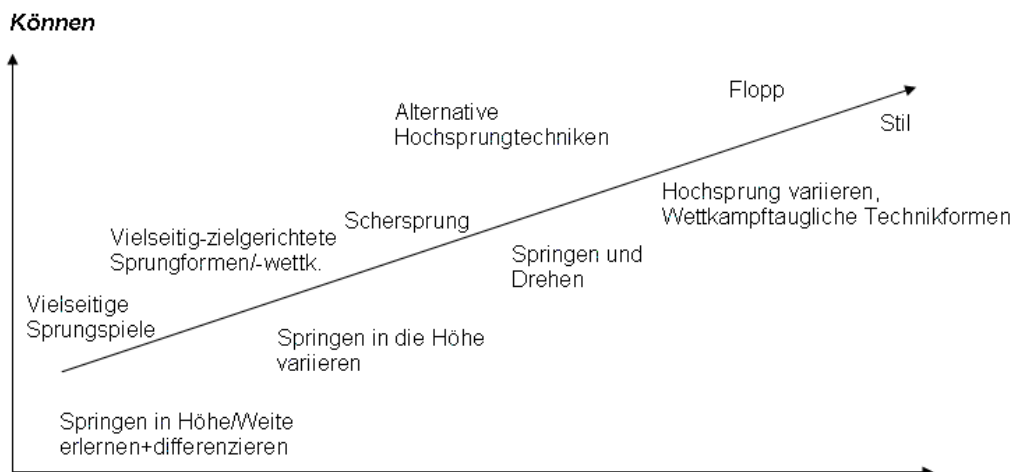 Können
Flopp
Alternative
Hochsprungtechniken
Stil
Hochsprung variieren,
Wettkampftaugliche Technikformen
Schersprung
Vielseitig-zielgerichtete
Sprungformen/-wettk.
Springen und
Drehen
Vielseitige
Sprungspiele
Springen in die Höhe
variieren
Springen in Höhe/Weite
erlernen+differenzieren